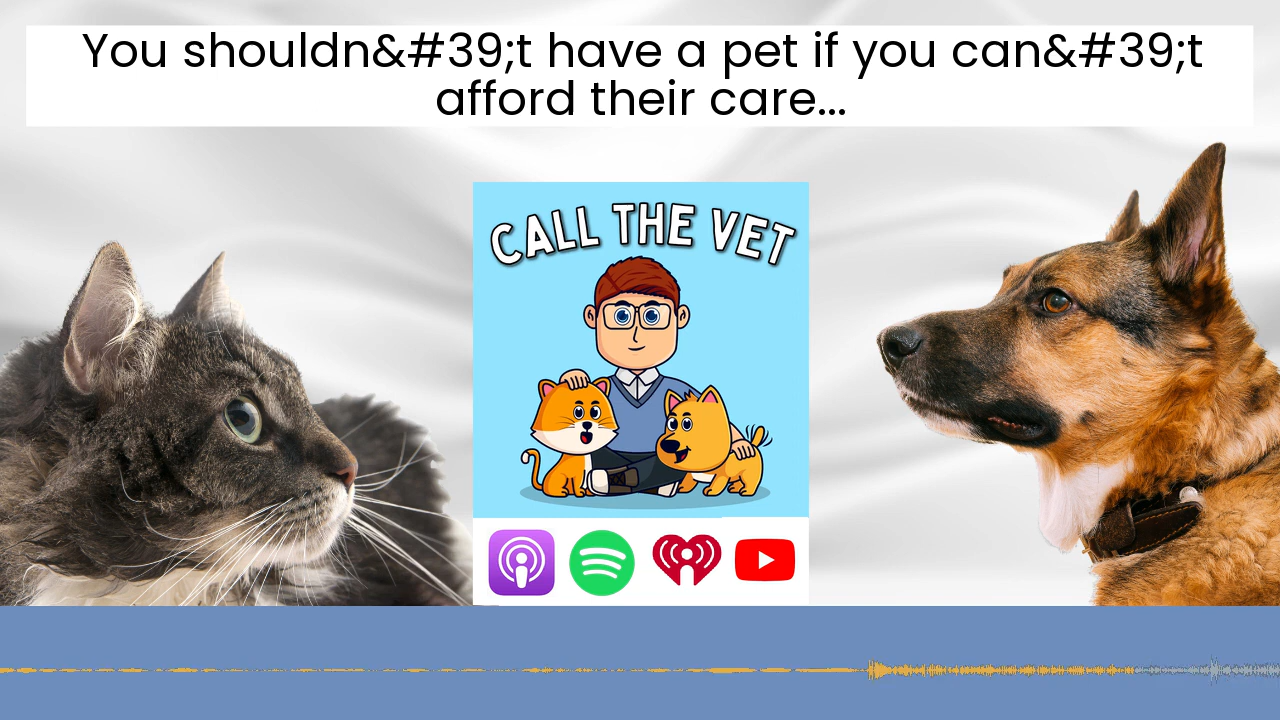 You shouldn&#39;t have a pet if you can&#39;t
afford their care...
CALL THE VET